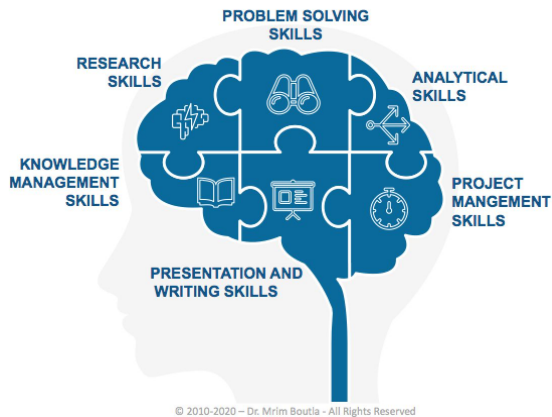 PROBLEM SOLVING
SKILLS
RESEARCH
SKILLS
ANALYTICAL
SKILLS
KNOWLEDGE
MANAGEMENT
SKILLS
PROJECT
MANGEMENT
SKILLS
PRESENTATION AND
WRITING SKILLS
© 2010-2020 – Dr. Mrim Boutla - All Rights Reserved